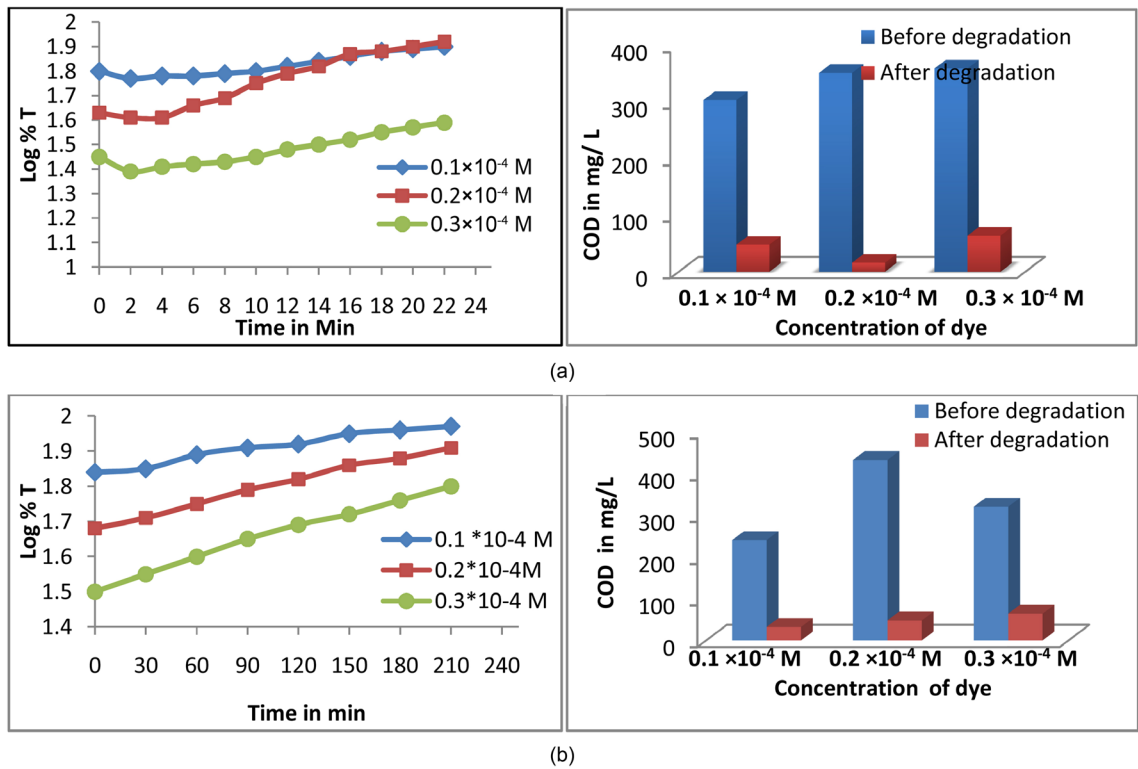 2
1.9
1.8
1.7
1.6
1.5
1.4
1.3
1.2
1.1
1
Log % T
0.1×10⁻⁴ M
0.2×10⁻⁴ M
0.3×10⁻⁴ M
0 2 4 6 8 10 12 14 16 18 20 22 24
Time in Min
Before degradation
After degradation
400
300
200
100
0
COD in mg/ L
0.1 × 10⁻⁴ M 0.2 ×10⁻⁴ M 0.3 × 10⁻⁴ M
Concentration of dye
(a)
2
1.9
1.8
1.7
1.6
1.5
1.4
Log % T
0.1 *10-4 M
0.2*10-4M
0.3*10-4 M
0 30 60 90 120 150 180 210 240
Time in min
Before degradation
After degradation
500
400
300
200
100
0
COD in mg/L
0.1 ×10⁻⁴ M 0.2 ×10⁻⁴ M 0.3 ×10⁻⁴ M
Concentration of dye
(b)